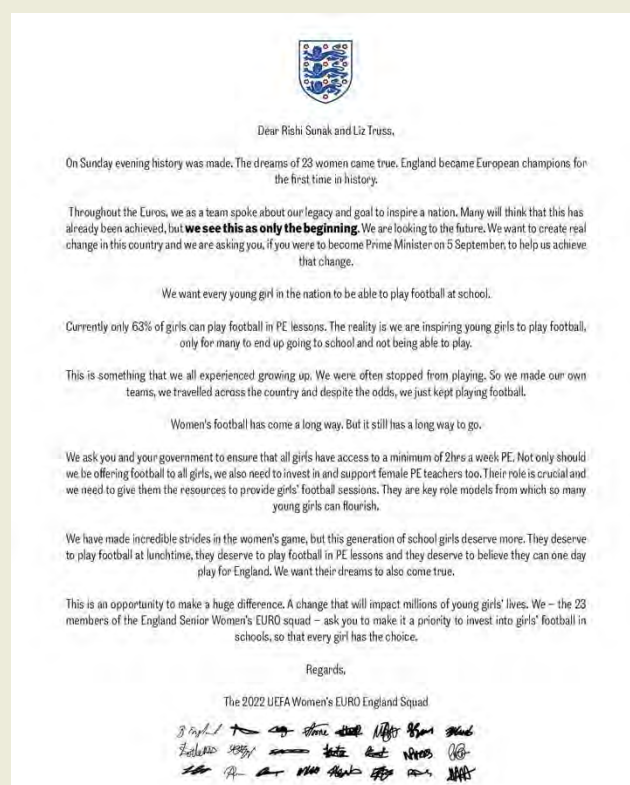 Dear Rishi Sunak and Liz Truss,
On Sunday evening history was made. The dreams of 23 women came true. England became European champions for
the first time in history.
Throughout the Euros, we as a team spoke about our legacy and goal to inspire a nation. Many will think that this has
already been achieved, but we see this as only the beginning. We are looking to the future. We want to create real
change in this country and we are asking you, if you were to become Prime Minister on 5 September, to help us achieve
that change.
We want every young girl in the nation to be able to play football at school.
Currently only 63% of girls can play football in PE lessons. The reality is we are inspiring young girls to play football,
only for many to end up going to school and not being able to play.
This is something that we all experienced growing up. We were often stopped from playing. So we made our own
teams, we travelled across the country and despite the odds, we just kept playing football.
Women's football has come a long way. But it still has a long way to go.
We ask you and your government to ensure that all girls have access to a minimum of 2hrs a week PE. Not only should
we be offering football to all girls, we also need to invest in and support female PE teachers too. Their role is crucial and
we need to give them the resources to provide girls' football sessions. They are key role models from which so many
young girls can flourish.
We have made incredible strides in the women's game, but this generation of school girls deserve more. They deserve
to play football at lunchtime, they deserve to play football in PE lessons and they deserve to believe they can one day
play for England. We want their dreams to also come true.
This is an opportunity to make a huge difference. A change that will impact millions of young girls' lives. We – the 23
members of the England Senior Women's EURO squad – ask you to make it a priority to invest into girls' football in
schools, so that every girl has the choice.
Regards,
The 2022 UEFA Women's EURO England Squad